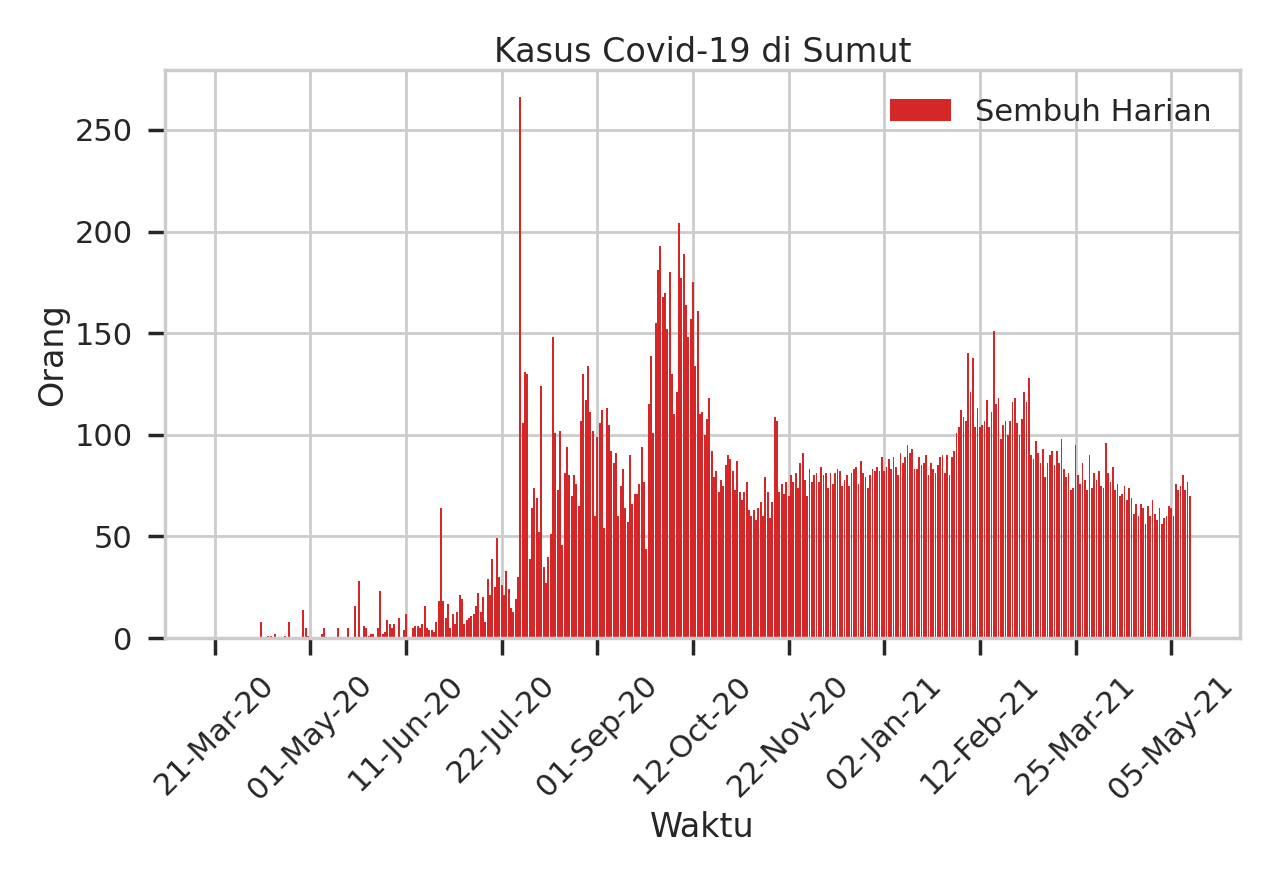 Kasus Covid-19 di Sumut
Sembuh Harian
Orang
250
200
150
100
50
0
21-Mar-20
01-May-20
11-Jun-20
22-Jul-20
01-Sep-20
12-Oct-20
22-Nov-20
02-Jan-21
12-Feb-21
25-Mar-21
05-May-21
Waktu